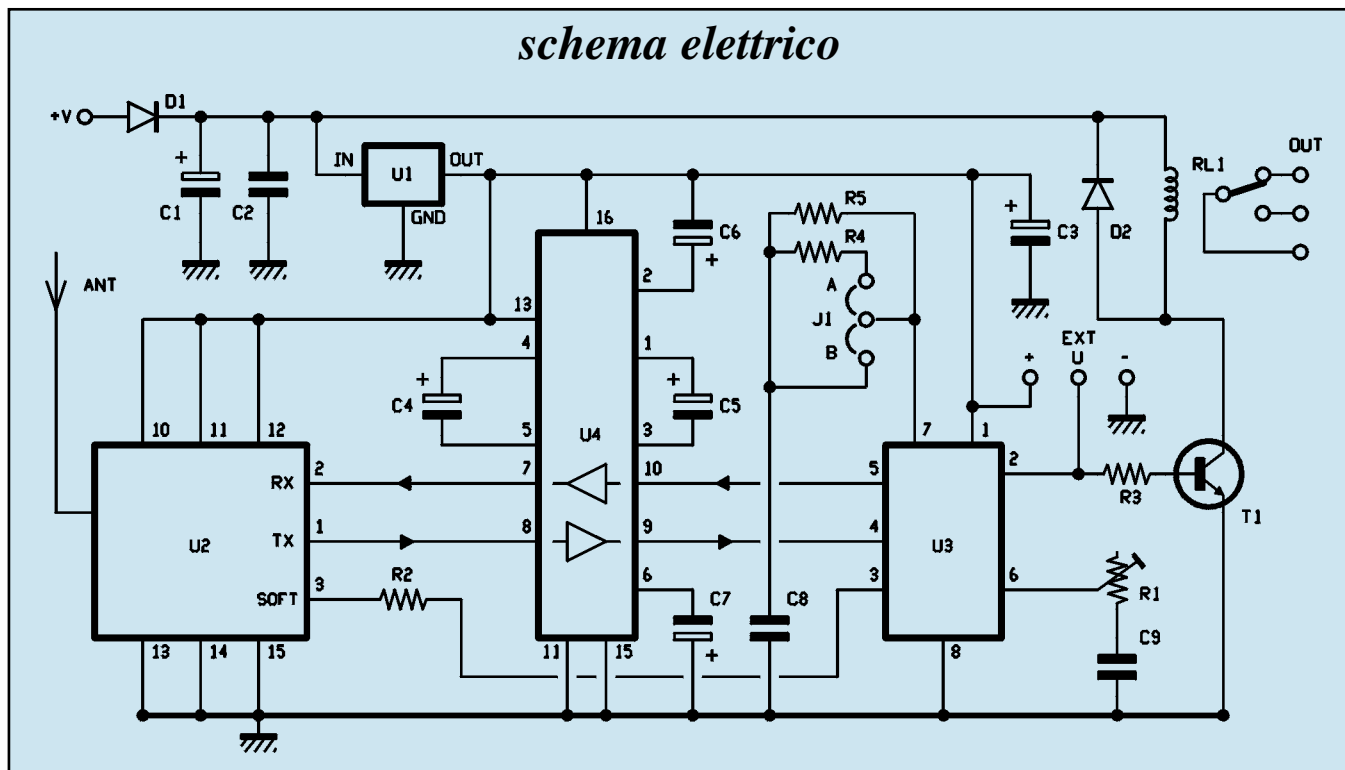 schema elettrico
+V
D1
C1
+
C2
IN
U1
OUT
GND
ANT
16
C6
+
2
13
4
1
+
C4
+
C5
5
3
U4
7
10
8
9
6
C7
+
11
15
R5
R4
A
J1
B
C8
C3
+
D2
RL1
OUT
EXT
+
U
-
10
11
12
RX
2
TX
1
U2
SOFT
3
R2
13
14
15
7
1
5
2
4
U3
3
6
8
R3
T1
R1
C9